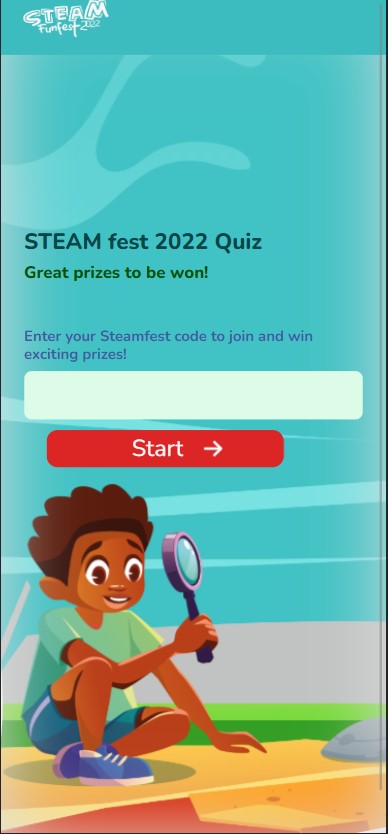 STEAM
Funfest 2022
STEAM fest 2022 Quiz
Great prizes to be won!
Enter your Steamfest code to join and win
exciting prizes!
Start